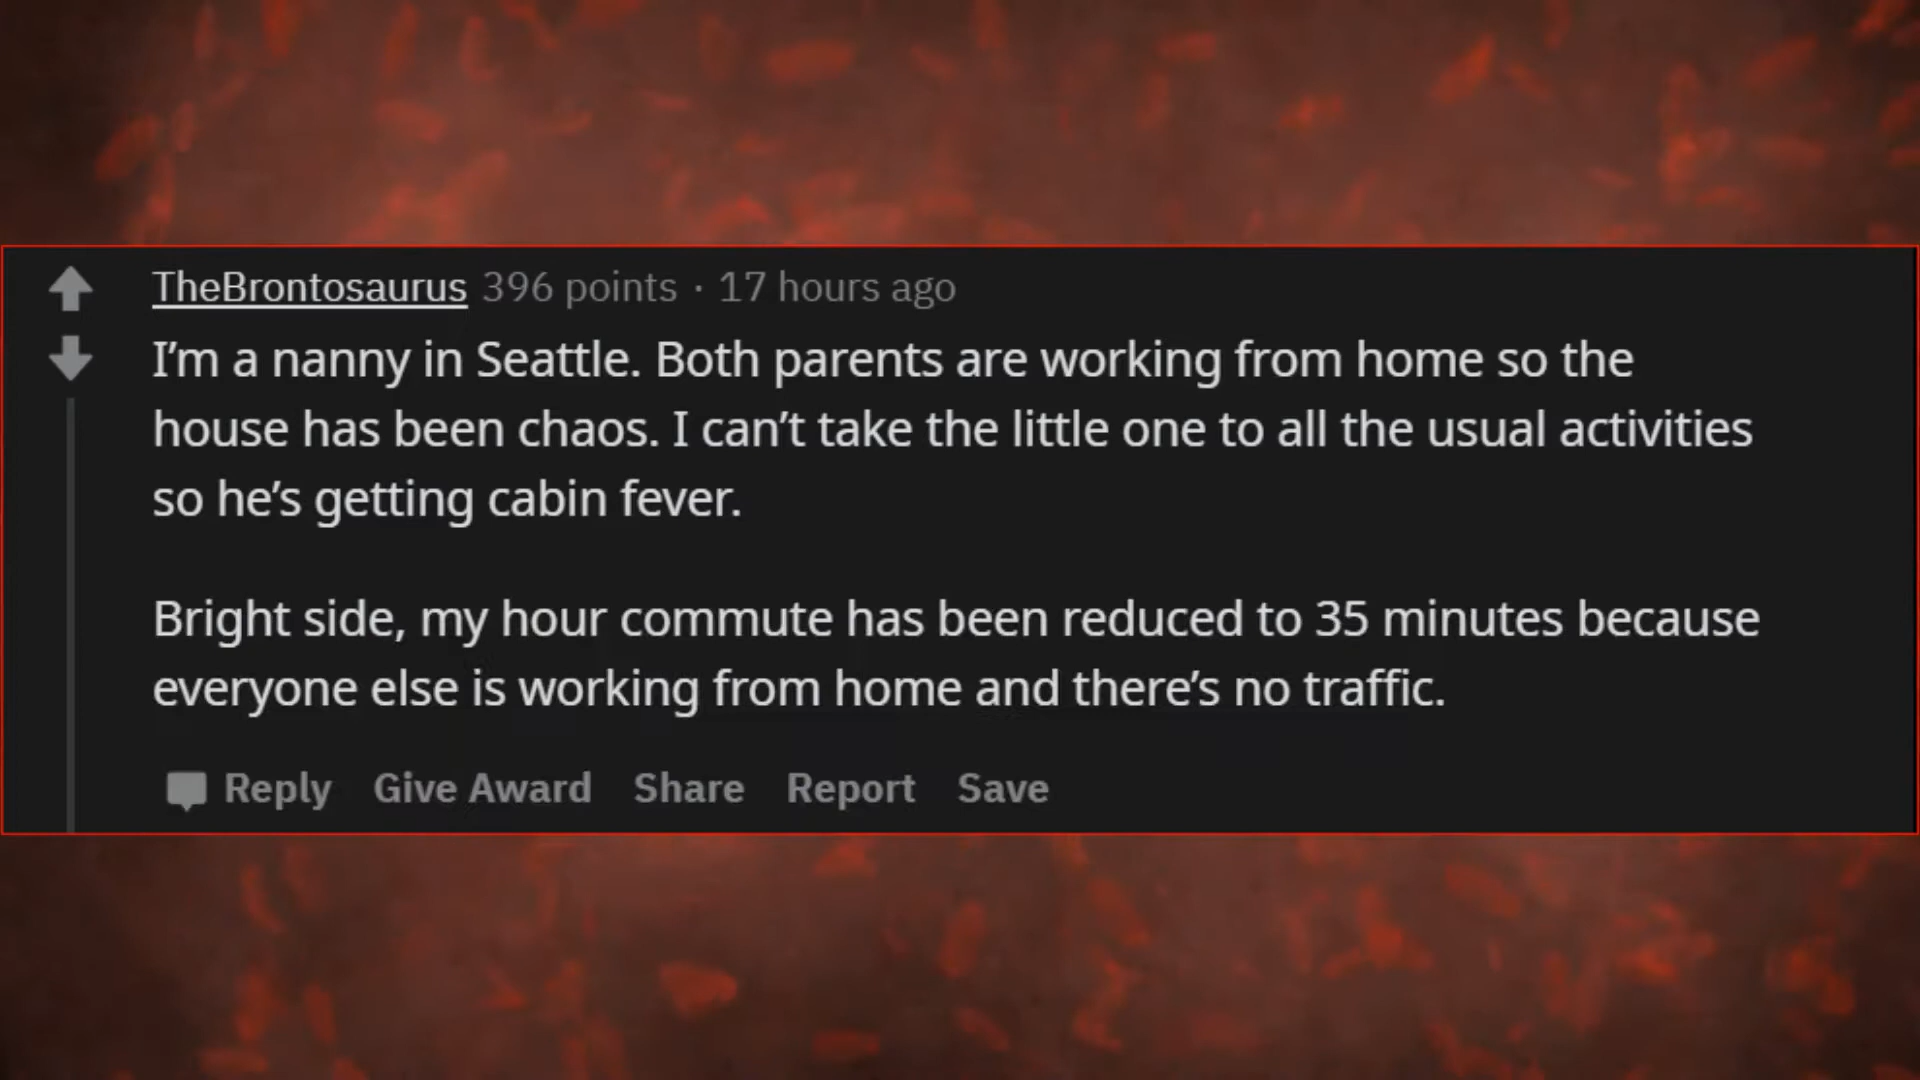 TheBrontosaurus 396 points · 17 hours ago
I’m a nanny in Seattle. Both parents are working from home so the
house has been chaos. I can’t take the little one to all the usual activities
so he’s getting cabin fever.
Bright side, my hour commute has been reduced to 35 minutes because
everyone else is working from home and there’s no traffic.
Reply Give Award Share Report Save